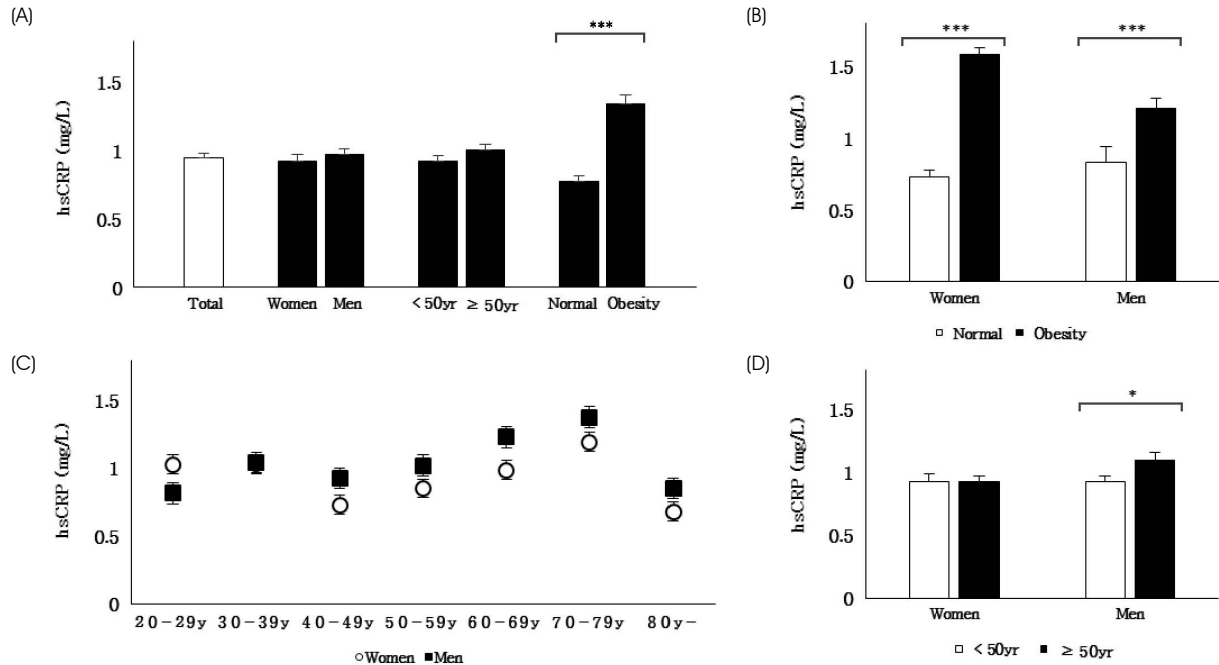 (A)
***
hsCRP (mg/L)
1.5
1
0.5
0
Total
Women Men
<50yr ≥ 50yr
Normal Obesity
(B)
*** ***
hsCRP (mg/L)
1.5
1
0.5
0
Women Men
Normal Obesity
(C)
hsCRP (mg/L)
1.5
1
0.5
0
20-29y 30-39y 40-49y 50-59y 60-69y 70-79y 80y-
Women Men
(D)
*
hsCRP (mg/L)
1.5
1
0.5
0
Women Men
<50yr ≥ 50yr